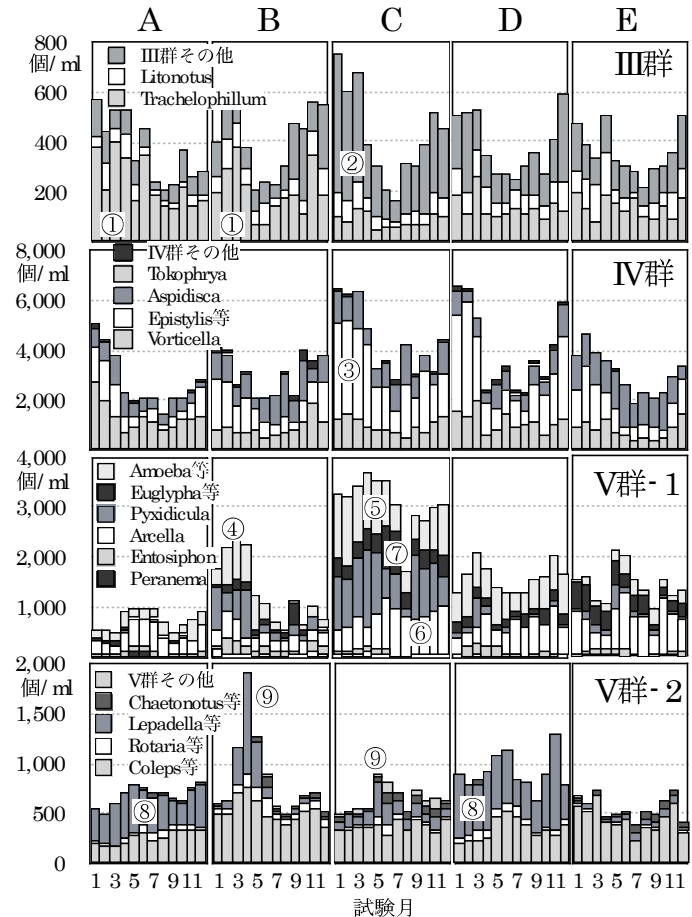 A B C D E
800
個/ml
600
400
200
III群その他
Litonotus
Trachelophillum
III群
①
①
②
8,000
個/ml
6,000
4,000
2,000
IV群その他
Tokophrya
Aspidisca
Epistylis等
Vorticella
IV群
③
4,000
個/ml
3,000
2,000
1,000
Amoeba等
Euglypha等
Pyxidicula
Arcella
Entosiphon
Peranema
V群-1
④
⑤
⑦
⑥
2,000
個/ml
1,500
1,000
500
0
V群その他
Chaetonotus等
Lepadella等
Rotaria等
Coleps等
V群-2
⑧
⑨
⑨
⑧
1 3 5 7 9 11 1 3 5 7 9 11 1 3 5 7 9 11 1 3 5 7 9 11 1 3 5 7 9 11
試験月